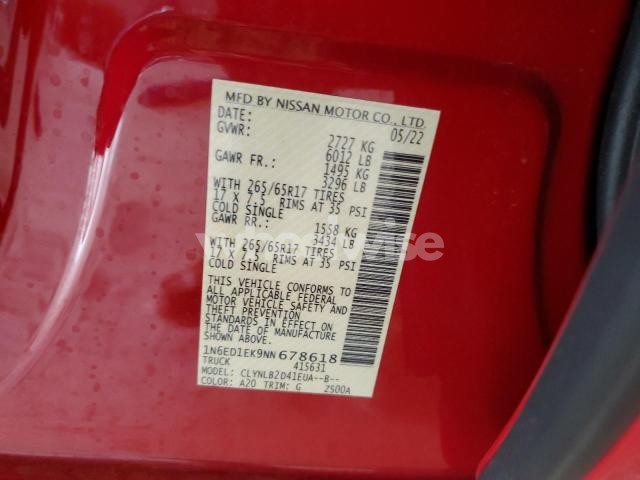 MFD BY NISSAN MOTOR CO., LTD.
DATE: 05/22
GVWR: 2727 KG
6012 LB
GAWR FR.: 1495 KG
3296 LB
WITH 265/65R17 TIRES
17 X 7.5 RIMS AT 35 PSI
COLD SINGLE
GAWR RR.: 1558 KG
3434 LB
WITH 265/65R17 TIRES
17 X 7.5 RIMS AT 35 PSI
COLD SINGLE
THIS VEHICLE CONFORMS TO
ALL APPLICABLE FEDERAL
MOTOR VEHICLE SAFETY AND
STANDARDS IN EFFECT ON
THE DATE OF MANUFACTURE
SHOWN ABOVE.
1N6ED1EK9NN678618
TRUCK 415631
MODEL: CLYNLB2D41EUA--B--
COLOR: A20 TRIM: G 2500A